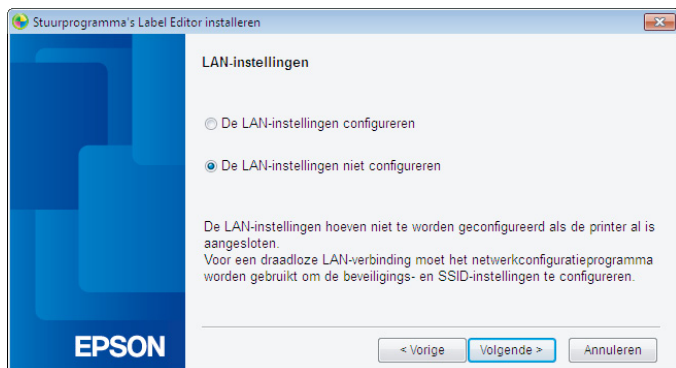 Stuurprogramma's Label Editor installeren
LAN-instellingen
De LAN-instellingen configureren
De LAN-instellingen niet configureren
De LAN-instellingen hoeven niet te worden geconfigureerd als de printer al is
aangesloten.
Voor een draadloze LAN-verbinding moet het netwerkconfiguratieprogramma
worden gebruikt om de beveiligings- en SSID-instellingen te configureren.
EPSON
< Vorige
Volgende >
Annuleren